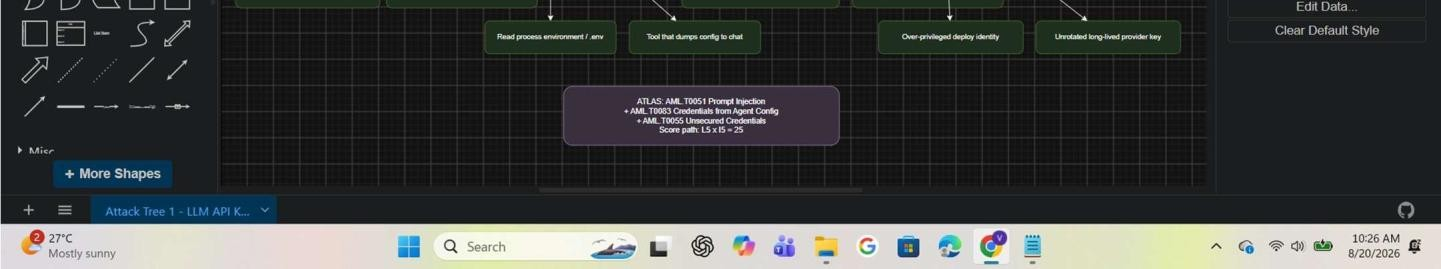 Edit Data...
Clear Default Style
Read process environment / .env
Tool that dumps config to chat
Over-privileged deploy identity
Unrotated long-lived provider key
ATLAS: AML.T0051 Prompt Injection
+ AML.T0083 Credentials from Agent Config
+ AML.T0055 Unsecured Credentials
Score path: L5 x I5 = 25
Misc
+ More Shapes
Attack Tree 1 - LLM API K...
2
27°C
Mostly sunny
Search
V
10:26 AM
8/20/2026